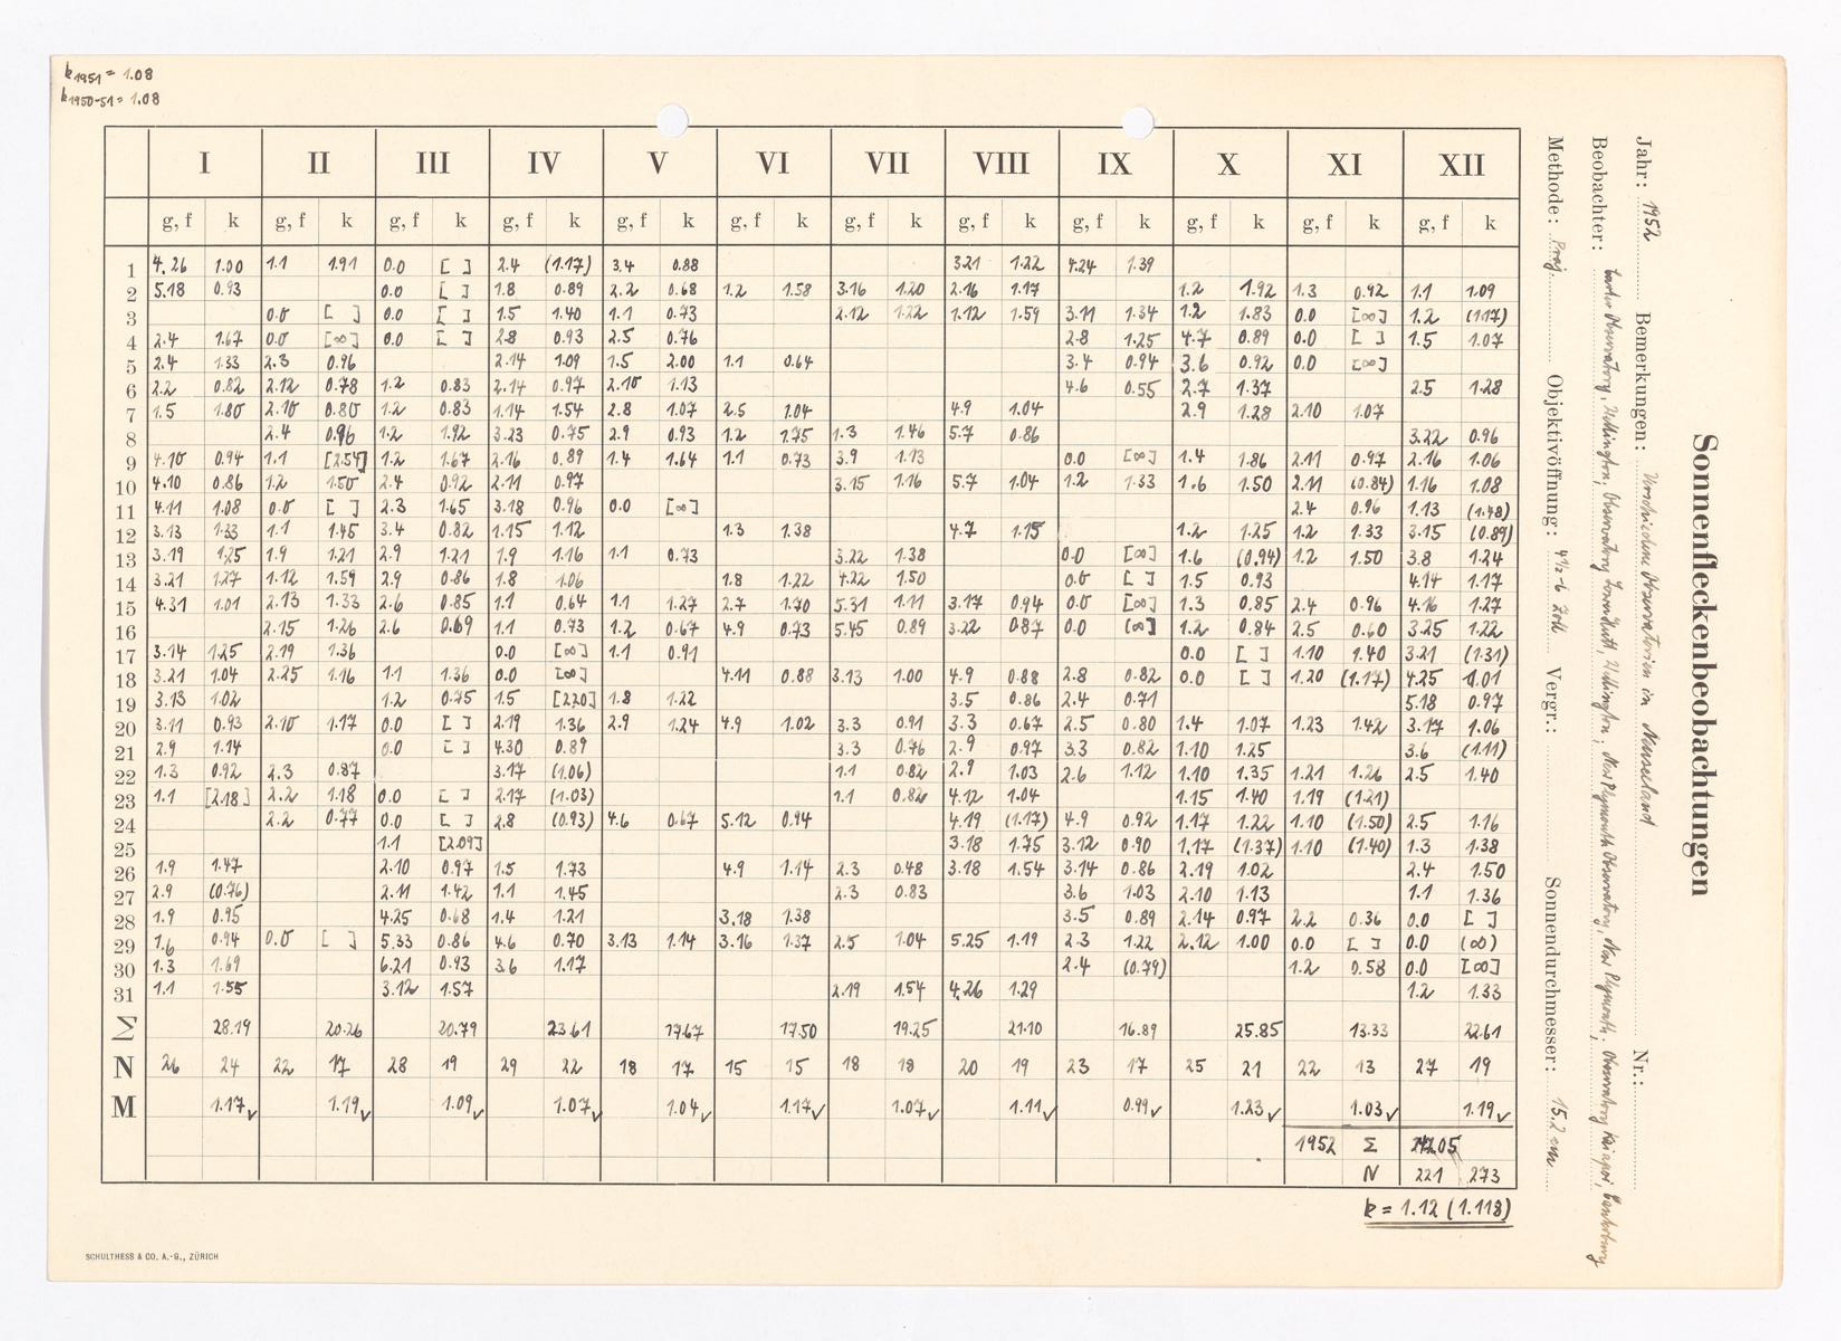 k1951 = 1.08
k1950-51 = 1.08
I II III IV V VI VII VIII IX X XI XII
g, f k g, f k g, f k g, f k g, f k g, f k g, f k g, f k g, f k g, f k g, f k g, f k
1 4.26 1.00 1.1 1.91 0.0 [ ] 2.4 (1.17) 3.4 0.88 3.21 1.22 4.24 1.39
2 5.18 0.93 0.0 [ ] 1.8 0.89 2.2 0.68 1.2 1.58 3.16 1.20 2.16 1.17 1.2 1.92 1.3 0.92 1.1 1.09
3 0.0 [ ] 0.0 [ ] 1.5 1.40 1.1 0.73 2.12 1.22 1.12 1.59 3.11 1.34 1.2 1.83 0.0 [∞] 1.2 (1.17)
4 2.4 1.67 0.0 [∞] 0.0 [ ] 2.8 0.93 2.5 0.76 2.8 1.25 4.7 0.89 0.0 [ ] 1.5 1.07
5 2.4 1.33 2.3 0.96 2.14 1.09 1.5 2.00 1.1 0.64 3.4 0.94 3.6 0.92 0.0 [∞]
6 2.2 0.82 2.12 0.78 1.2 0.83 2.14 0.97 2.10 1.13 4.6 0.55 2.7 1.37 2.5 1.28
7 1.5 1.80 2.10 0.80 1.2 0.83 1.14 1.54 2.8 1.07 2.5 1.04 4.9 1.04 2.9 1.28 2.10 1.07
8 2.4 0.96 1.2 1.92 3.23 0.75 2.9 0.93 1.2 1.75 1.3 1.46 5.7 0.86 3.22 0.96
9 4.10 0.94 1.1 [2.54] 1.2 1.67 2.16 0.89 1.4 1.64 1.1 0.73 3.9 1.13 0.0 [∞] 1.4 1.86 2.11 0.97 2.16 1.06
10 4.10 0.86 1.2 1.50 2.4 0.92 2.11 0.97 3.15 1.16 5.7 1.04 1.2 1.33 1.6 1.50 2.11 (0.84) 1.16 1.08
11 4.11 1.08 0.0 [ ] 2.3 1.65 3.18 0.96 0.0 [∞] 2.4 0.96 1.13 (1.48)
12 3.13 1.33 1.1 1.45 3.4 0.82 1.15 1.12 1.3 1.38 4.7 1.15 1.2 1.25 1.2 1.33 3.15 (0.89)
13 3.19 1.25 1.9 1.21 2.9 1.21 1.9 1.16 1.1 0.73 3.22 1.38 0.0 [∞] 1.6 (0.94) 1.2 1.50 3.8 1.24
14 3.21 1.27 1.12 1.59 2.9 0.86 1.8 1.06 1.8 1.22 4.22 1.50 0.0 [ ] 1.5 0.93 4.14 1.17
15 4.31 1.01 2.13 1.33 2.6 0.85 1.1 0.64 1.1 1.27 2.7 1.70 5.31 1.11 3.17 0.94 0.0 [∞] 1.3 0.85 2.4 0.96 4.16 1.27
16 2.15 1.26 2.6 0.69 1.1 0.73 1.2 0.67 4.9 0.73 5.45 0.89 3.22 0.87 0.0 (∞] 1.2 0.84 2.5 0.60 3.25 1.22
17 3.14 1.25 2.19 1.36 0.0 [∞] 1.1 0.91 0.0 [ ] 1.10 1.40 3.21 (1.31)
18 3.21 1.04 2.25 1.16 1.1 1.36 0.0 [∞] 4.11 0.88 3.13 1.00 4.9 0.88 2.8 0.82 0.0 [ ] 1.20 (1.17) 4.25 1.01
19 3.13 1.02 1.2 0.75 1.5 [2.20] 1.8 1.22 3.5 0.86 2.4 0.71 5.18 0.97
20 3.11 0.93 2.10 1.17 0.0 [ ] 2.19 1.36 2.9 1.24 4.9 1.02 3.3 0.91 3.3 0.67 2.5 0.80 1.4 1.07 1.23 1.42 3.17 1.06
21 2.9 1.14 0.0 [ ] 4.30 0.89 3.3 0.76 2.9 0.97 3.3 0.82 1.10 1.25 3.6 (1.11)
22 1.3 0.92 2.3 0.87 3.17 (1.06) 1.1 0.82 2.9 1.03 2.6 1.12 1.10 1.35 1.21 1.26 2.5 1.40
23 1.1 [2.18] 2.2 1.18 0.0 [ ] 2.17 (1.03) 1.1 0.82 4.12 1.04 1.15 1.40 1.19 (1.21)
24 2.2 0.77 0.0 [ ] 2.8 (0.93) 4.6 0.67 5.12 0.94 4.19 (1.17) 4.9 0.92 1.17 1.22 1.10 (1.50) 2.5 1.16
25 1.1 [2.09] 3.18 1.75 3.12 0.90 1.17 (1.37) 1.10 (1.40) 1.3 1.38
26 1.9 1.47 2.10 0.97 1.5 1.73 4.9 1.14 2.3 0.48 3.18 1.54 3.14 0.86 2.19 1.02 2.4 1.50
27 2.9 (0.76) 2.11 1.42 1.1 1.45 2.3 0.83 3.6 1.03 2.10 1.13 1.1 1.36
28 1.9 0.95 4.25 0.68 1.4 1.21 3.18 1.38 3.5 0.89 2.14 0.97 2.2 0.36 0.0 [ ]
29 1.6 0.94 0.0 [ ] 5.33 0.86 4.6 0.70 3.13 1.14 3.16 1.37 2.5 1.04 5.25 1.19 2.3 1.22 2.12 1.00 0.0 [ ] 0.0 (∞)
30 1.3 1.69 6.21 0.93 3.6 1.17 2.4 (0.79) 1.2 0.58 0.0 [∞]
31 1.1 1.55 3.12 1.57 2.19 1.54 4.26 1.29 1.2 1.33
Σ 28.19 20.26 20.79 23.61 17.67 17.50 19.25 21.10 16.89 25.85 13.33 22.61
N 26 24 22 17 28 19 29 22 18 17 15 15 18 18 20 19 23 17 25 21 22 13 27 19
M 1.17✓ 1.19✓ 1.09✓ 1.07✓ 1.04✓ 1.17✓ 1.07✓ 1.11✓ 0.99✓ 1.23✓ 1.03✓ 1.19✓
1952 Σ 05
N 221 273
k = 1.12 (1.118)
SCHULTHESS & CO. A.-G., ZÜRICH
Sonnenfleckenbeobachtungen
Jahr: 1952 Bemerkungen: Verschiedene Observatorien in Neuseeland Nr.:
Beobachter: Carter Observatory, Wellington; Observatory Wellington; New Plymouth Observatory, New Plymouth; Observatory Kaiapoi, Canterbury
Methode: Proj. Objektivöffnung: 4½-6 Zoll Vergr.: Sonnendurchmesser: 15.2 cm